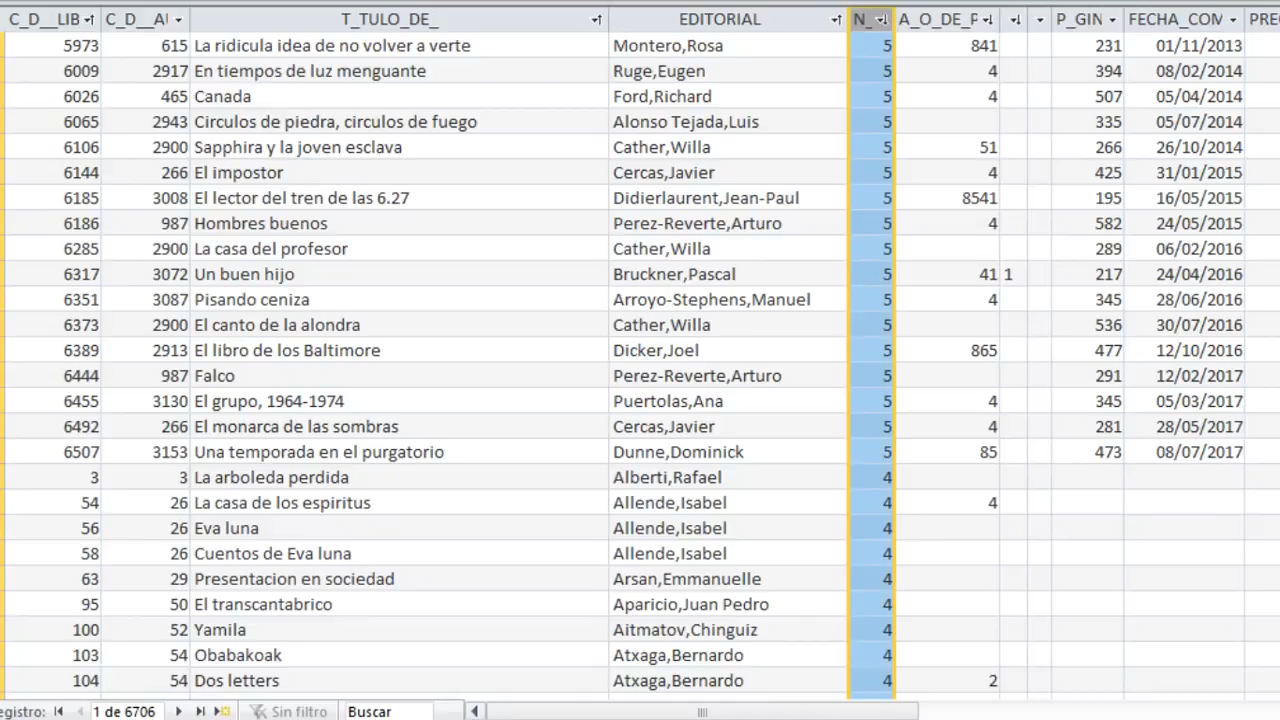 C_D__LIB C_D__AU T_TULO_DE_ EDITORIAL N_ A_O_DE_P P_GIN FECHA_COM PREC
5973 615 La ridicula idea de no volver a verte Montero,Rosa 5 841 231 01/11/2013
6009 2917 En tiempos de luz menguante Ruge,Eugen 5 4 394 08/02/2014
6026 465 Canada Ford,Richard 5 4 507 05/04/2014
6065 2943 Circulos de piedra, circulos de fuego Alonso Tejada,Luis 5 335 05/07/2014
6106 2900 Sapphira y la joven esclava Cather,Willa 5 51 266 26/10/2014
6144 266 El impostor Cercas,Javier 5 4 425 31/01/2015
6185 3008 El lector del tren de las 6.27 Didierlaurent,Jean-Paul 5 8541 195 16/05/2015
6186 987 Hombres buenos Perez-Reverte,Arturo 5 4 582 24/05/2015
6285 2900 La casa del profesor Cather,Willa 5 289 06/02/2016
6317 3072 Un buen hijo Bruckner,Pascal 5 41 1 217 24/04/2016
6351 3087 Pisando ceniza Arroyo-Stephens,Manuel 5 4 345 28/06/2016
6373 2900 El canto de la alondra Cather,Willa 5 536 30/07/2016
6389 2913 El libro de los Baltimore Dicker,Joel 5 865 477 12/10/2016
6444 987 Falco Perez-Reverte,Arturo 5 291 12/02/2017
6455 3130 El grupo, 1964-1974 Puertolas,Ana 5 4 345 05/03/2017
6492 266 El monarca de las sombras Cercas,Javier 5 4 281 28/05/2017
6507 3153 Una temporada en el purgatorio Dunne,Dominick 5 85 473 08/07/2017
3 3 La arboleda perdida Alberti,Rafael 4
54 26 La casa de los espiritus Allende,Isabel 4 4
56 26 Eva luna Allende,Isabel 4
58 26 Cuentos de Eva luna Allende,Isabel 4
63 29 Presentacion en sociedad Arsan,Emmanuelle 4
95 50 El transcantabrico Aparicio,Juan Pedro 4
100 52 Yamila Aitmatov,Chinguiz 4
103 54 Obabakoak Atxaga,Bernardo 4
104 54 Dos letters Atxaga,Bernardo 4 2
egistro: 1 de 6706 Sin filtro Buscar